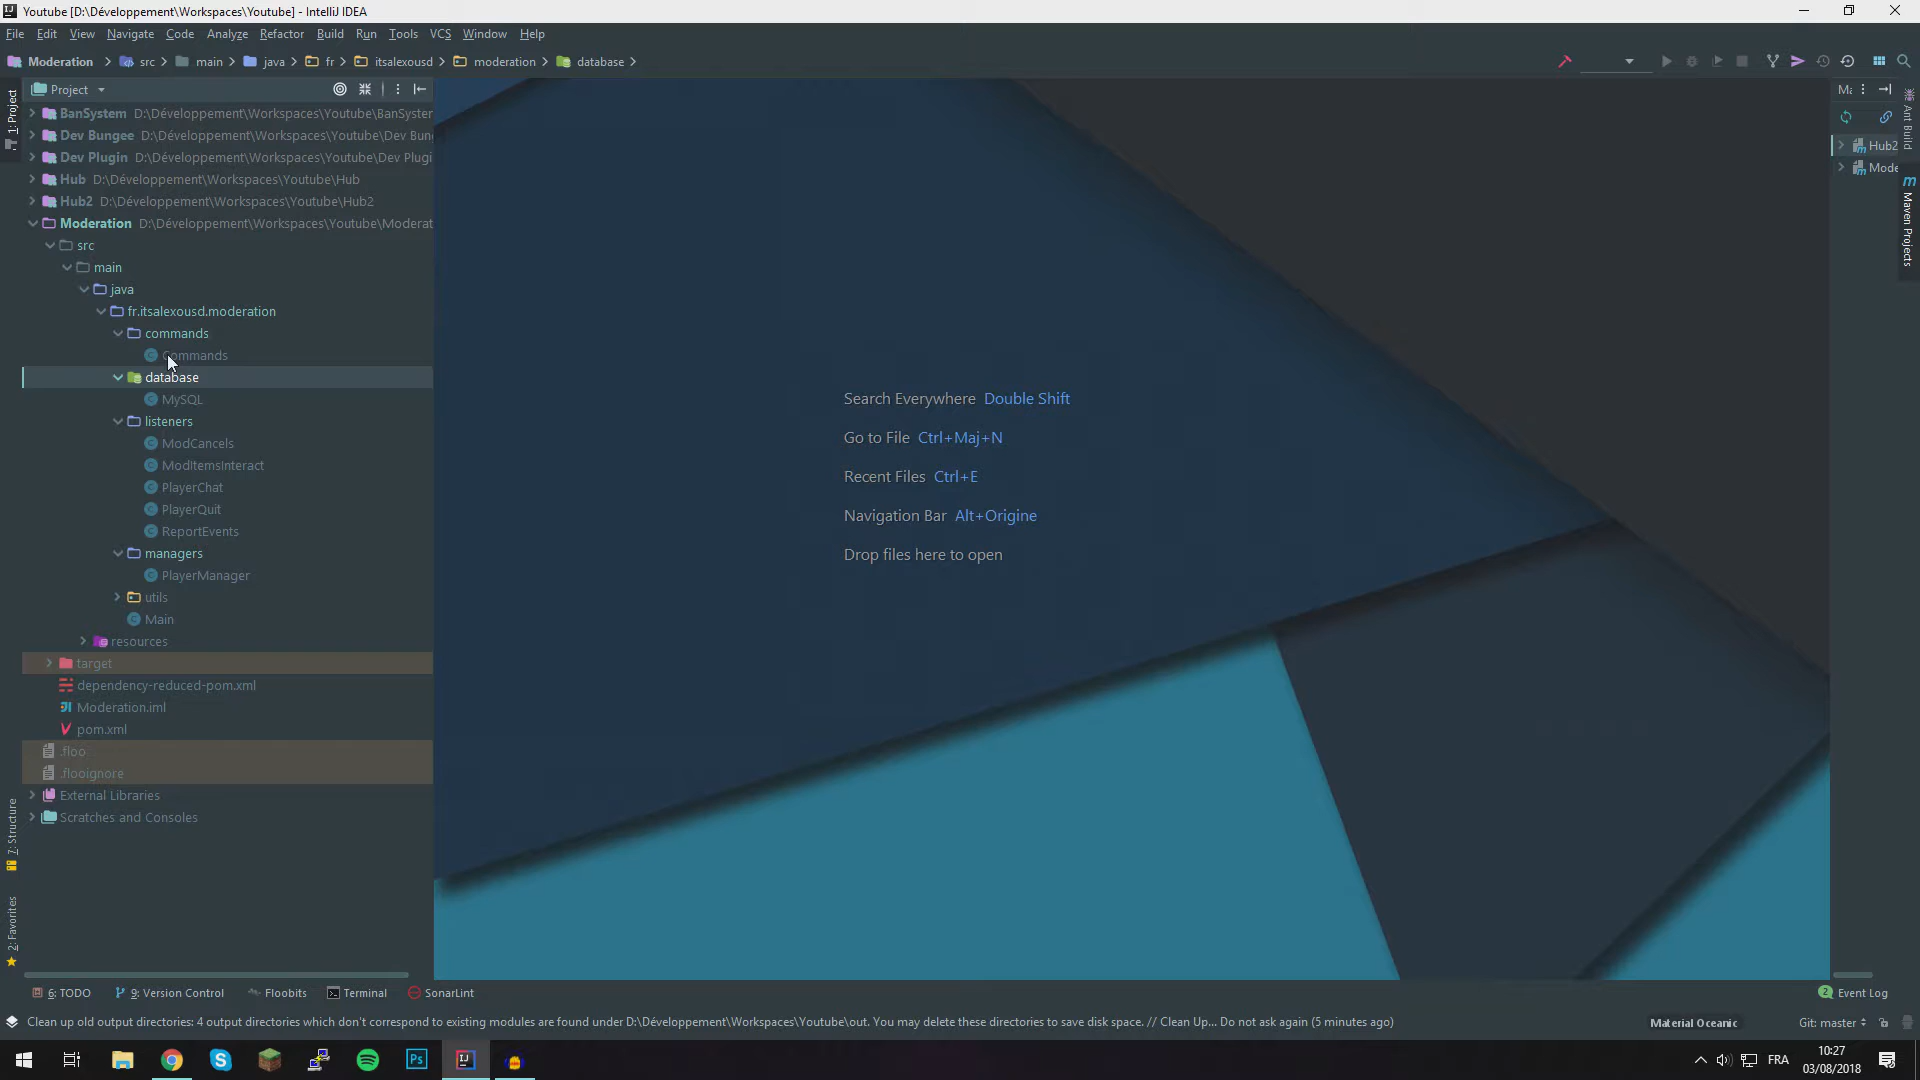 Youtube [D:\Développement\Workspaces\Youtube] - IntelliJ IDEA
File Edit View Navigate Code Analyze Refactor Build Run Tools VCS Window Help
Moderation src main java fr itsalexousd moderation database
1: Project
Project
BanSystem D:\Développement\Workspaces\Youtube\BanSystem
Dev Bungee D:\Développement\Workspaces\Youtube\Dev Bung
Dev Plugin D:\Développement\Workspaces\Youtube\Dev Plugi
Hub D:\Développement\Workspaces\Youtube\Hub
Hub2 D:\Développement\Workspaces\Youtube\Hub2
Moderation D:\Développement\Workspaces\Youtube\Moderat
src
main
java
fr.itsalexousd.moderation
commands
Commands
database
MySQL
listeners
ModCancels
ModItemsInteract
PlayerChat
PlayerQuit
ReportEvents
managers
PlayerManager
utils
Main
resources
target
dependency-reduced-pom.xml
Moderation.iml
pom.xml
.floo
.flooignore
External Libraries
Scratches and Consoles
7: Structure
2: Favorites
Search Everywhere Double Shift
Go to File Ctrl+Maj+N
Recent Files Ctrl+E
Navigation Bar Alt+Origine
Drop files here to open
Ma
Hub2
Mode
Ant Build
Maven Projects
6: TODO 9: Version Control Floobits Terminal SonarLint 2 Event Log
Clean up old output directories: 4 output directories which don't correspond to existing modules are found under D:\Développement\Workspaces\Youtube\out. You may delete these directories to save disk space. // Clean Up... Do not ask again (5 minutes ago) Material Oceanic Git: master
FRA
10:27
03/08/2018